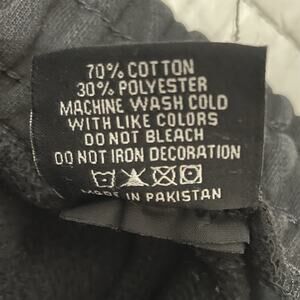 70% COTTON
30% POLYESTER
MACHINE WASH COLD
WITH LIKE COLORS
DO NOT BLEACH
DO NOT IRON DECORATION
MADE IN PAKISTAN